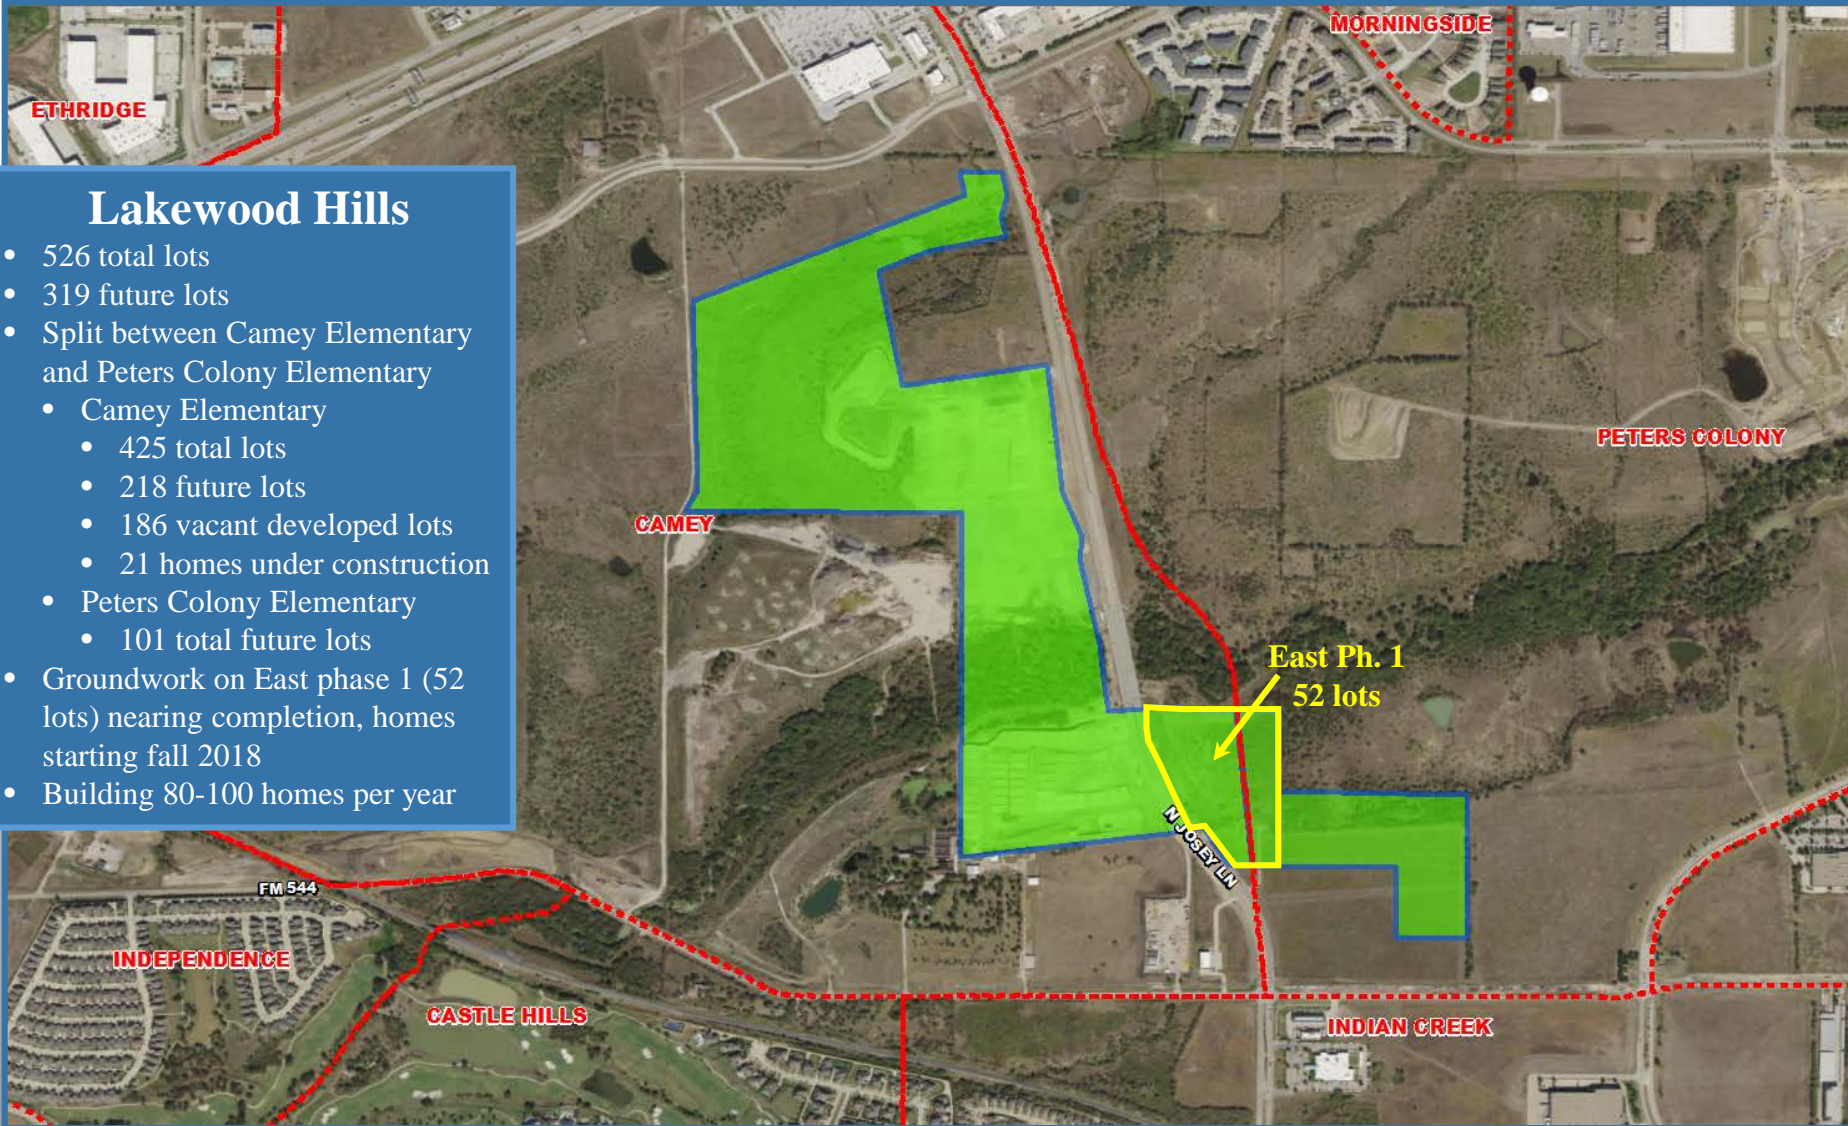 MORNINGSIDE
ETHRIDGE
Lakewood Hills
• 526 total lots
• 319 future lots
• Split between Camey Elementary
and Peters Colony Elementary
• Camey Elementary
• 425 total lots
• 218 future lots
• 186 vacant developed lots
• 21 homes under construction
• Peters Colony Elementary
• 101 total future lots
• Groundwork on East phase 1 (52
lots) nearing completion, homes
starting fall 2018
• Building 80-100 homes per year
PETERS COLONY
CAMEY
East Ph. 1
52 lots
N JOSEY LN
FM 544
INDEPENDENCE
CASTLE HILLS
INDIAN CREEK